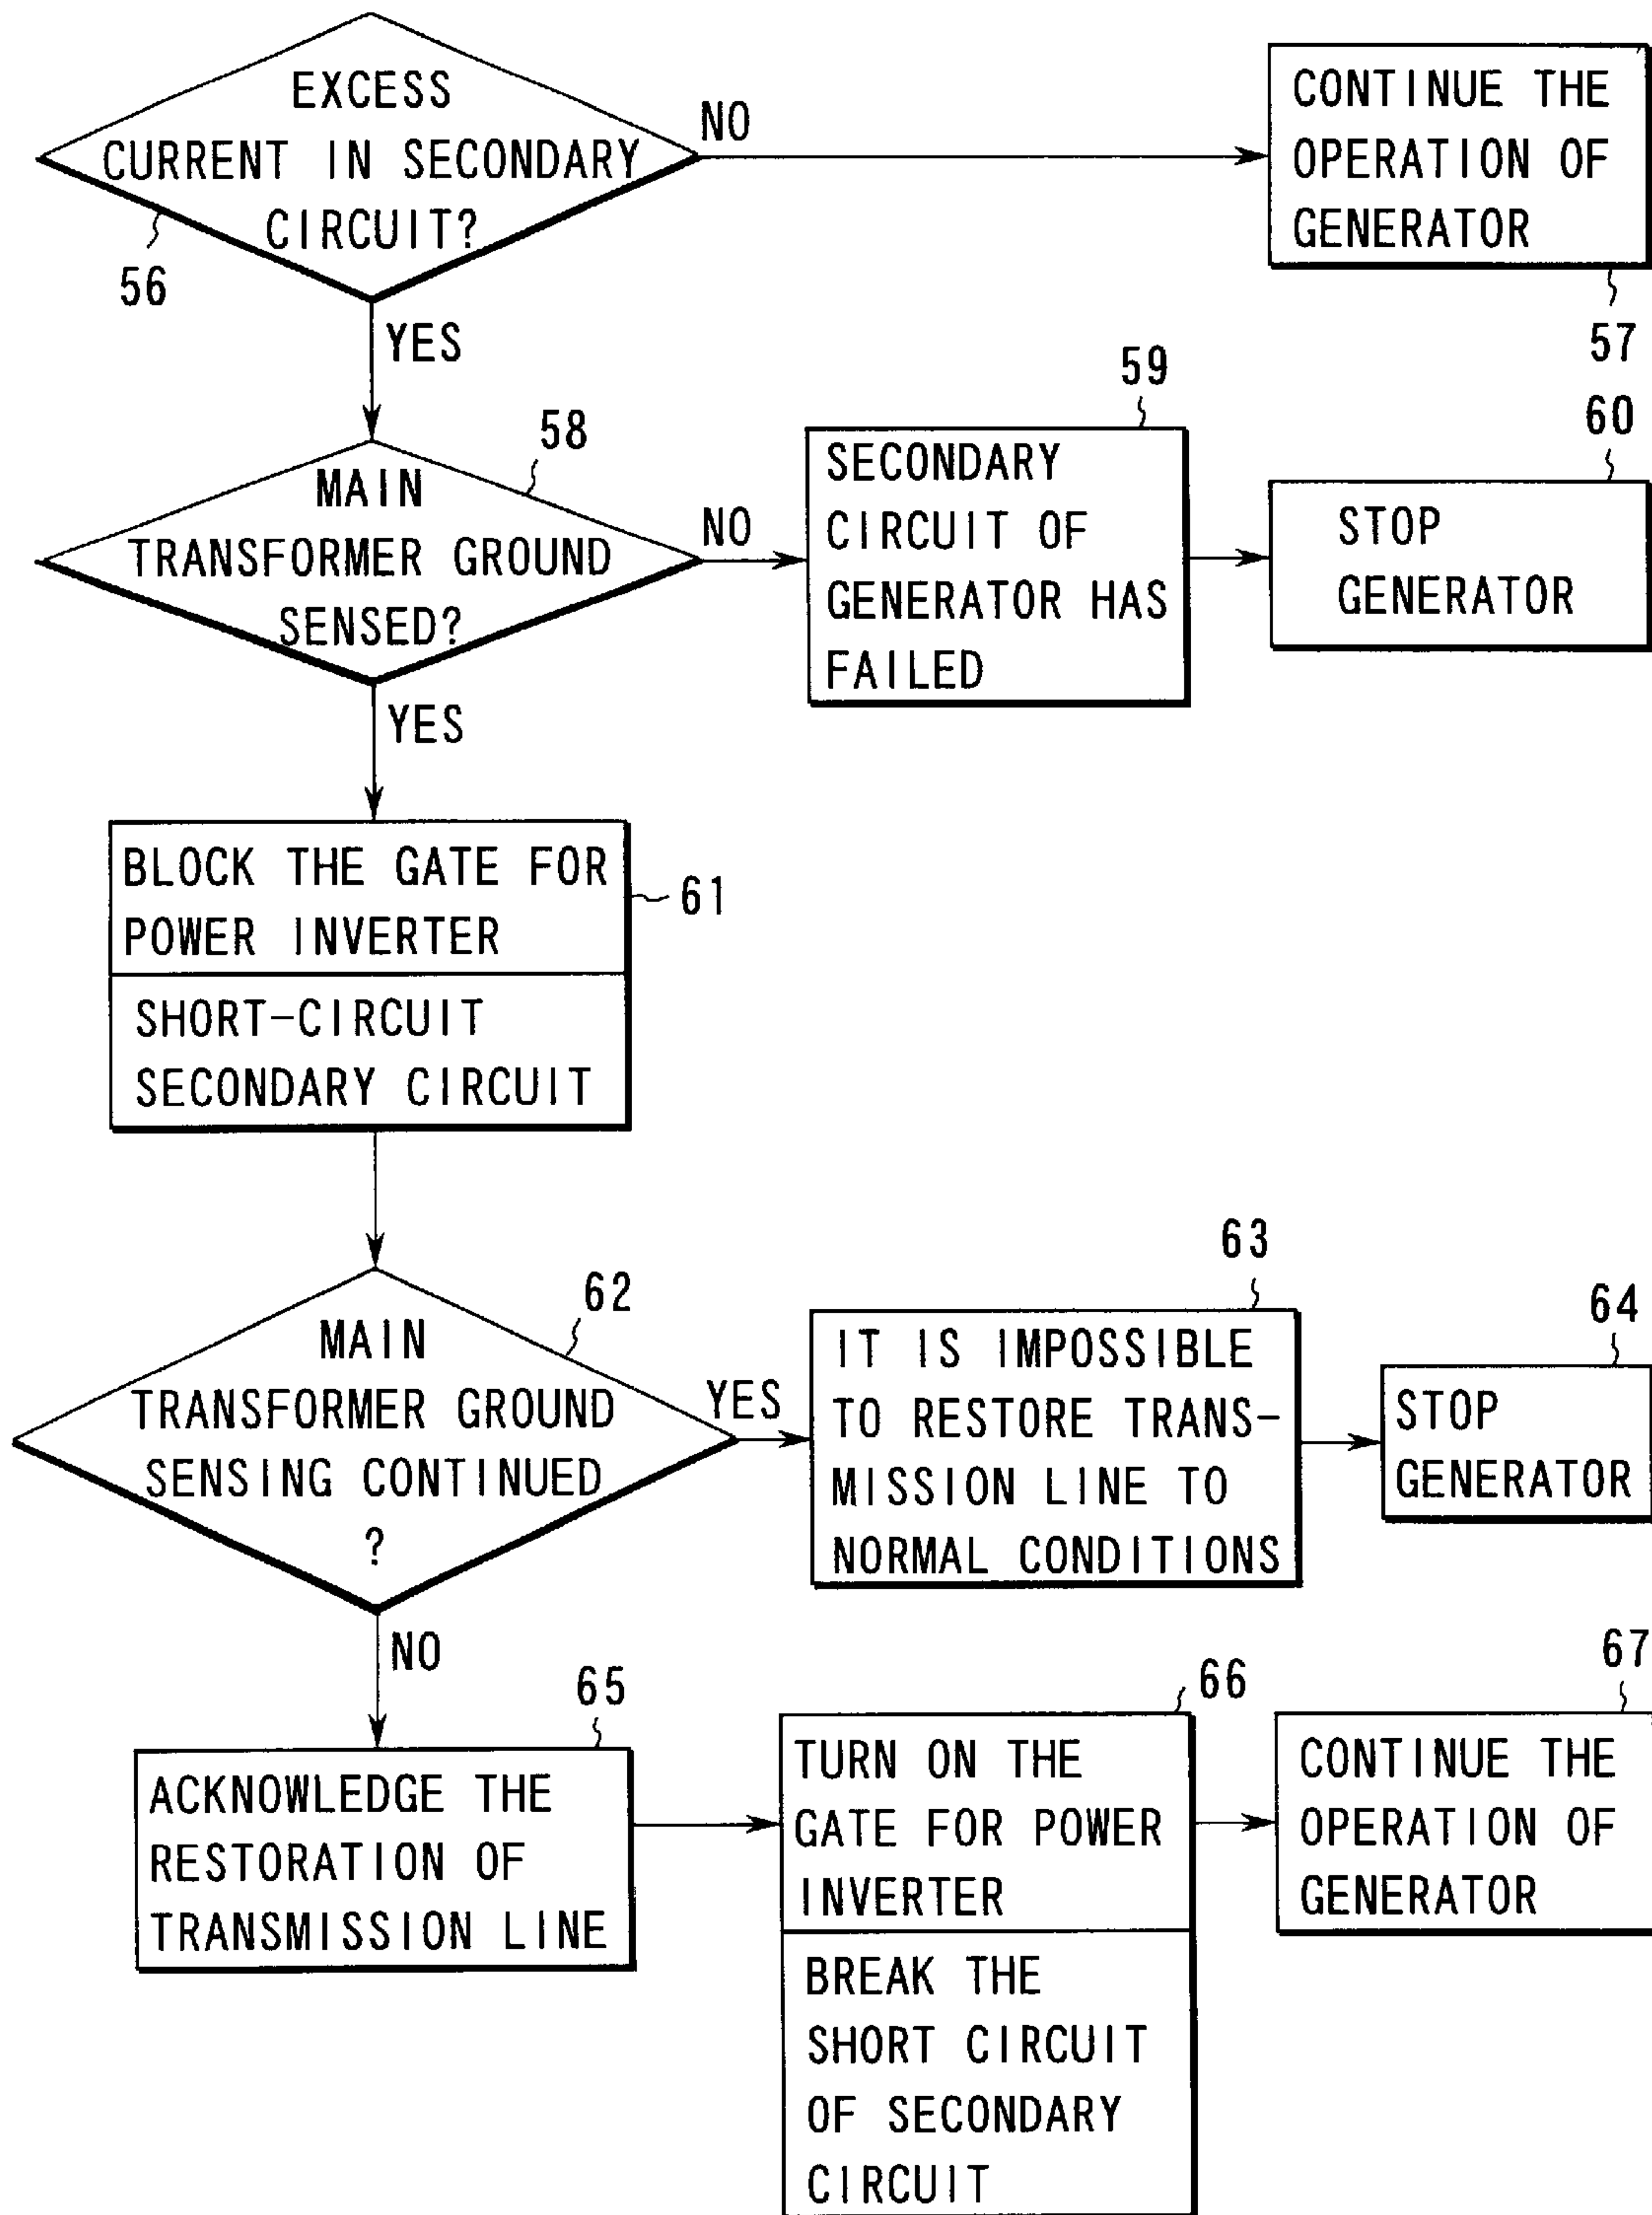 EXCESS
CURRENT IN SECONDARY
CIRCUIT?
56
NO
CONTINUE THE
OPERATION OF
GENERATOR
57
YES
MAIN
TRANSFORMER GROUND
SENSED?
58
NO
SECONDARY
CIRCUIT OF
GENERATOR HAS
FAILED
59
STOP
GENERATOR
60
YES
BLOCK THE GATE FOR
POWER INVERTER
SHORT-CIRCUIT
SECONDARY CIRCUIT
61
MAIN
TRANSFORMER GROUND
SENSING CONTINUED
?
62
YES
IT IS IMPOSSIBLE
TO RESTORE TRANS-
MISSION LINE TO
NORMAL CONDITIONS
63
STOP
GENERATOR
64
NO
ACKNOWLEDGE THE
RESTORATION OF
TRANSMISSION LINE
65
TURN ON THE
GATE FOR POWER
INVERTER
BREAK THE
SHORT CIRCUIT
OF SECONDARY
CIRCUIT
66
CONTINUE THE
OPERATION OF
GENERATOR
67